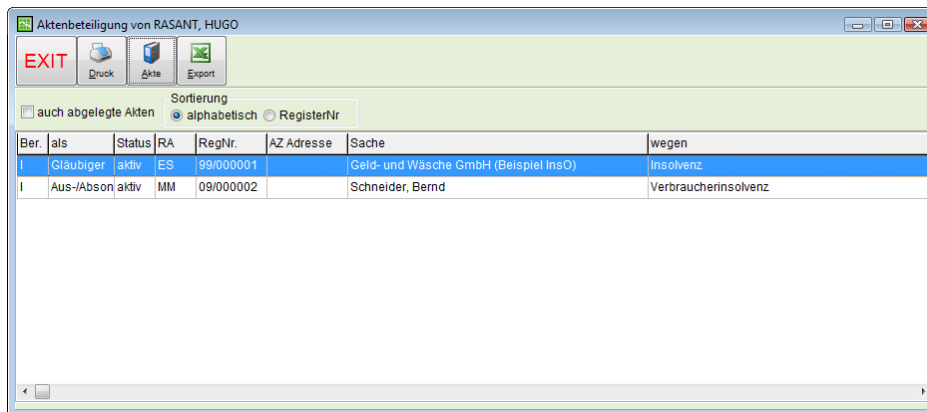 Aktenbeteiligung von RASANT, HUGO
EXIT Druck Akte Export
auch abgelegte Akten Sortierung alphabetisch RegisterNr
Ber. als Status RA RegNr. AZ Adresse Sache wegen
I Gläubiger aktiv ES 99/000001 Geld- und Wäsche GmbH (Beispiel InsO) Insolvenz
I Aus-/Abson aktiv MM 09/000002 Schneider, Bernd Verbraucherinsolvenz